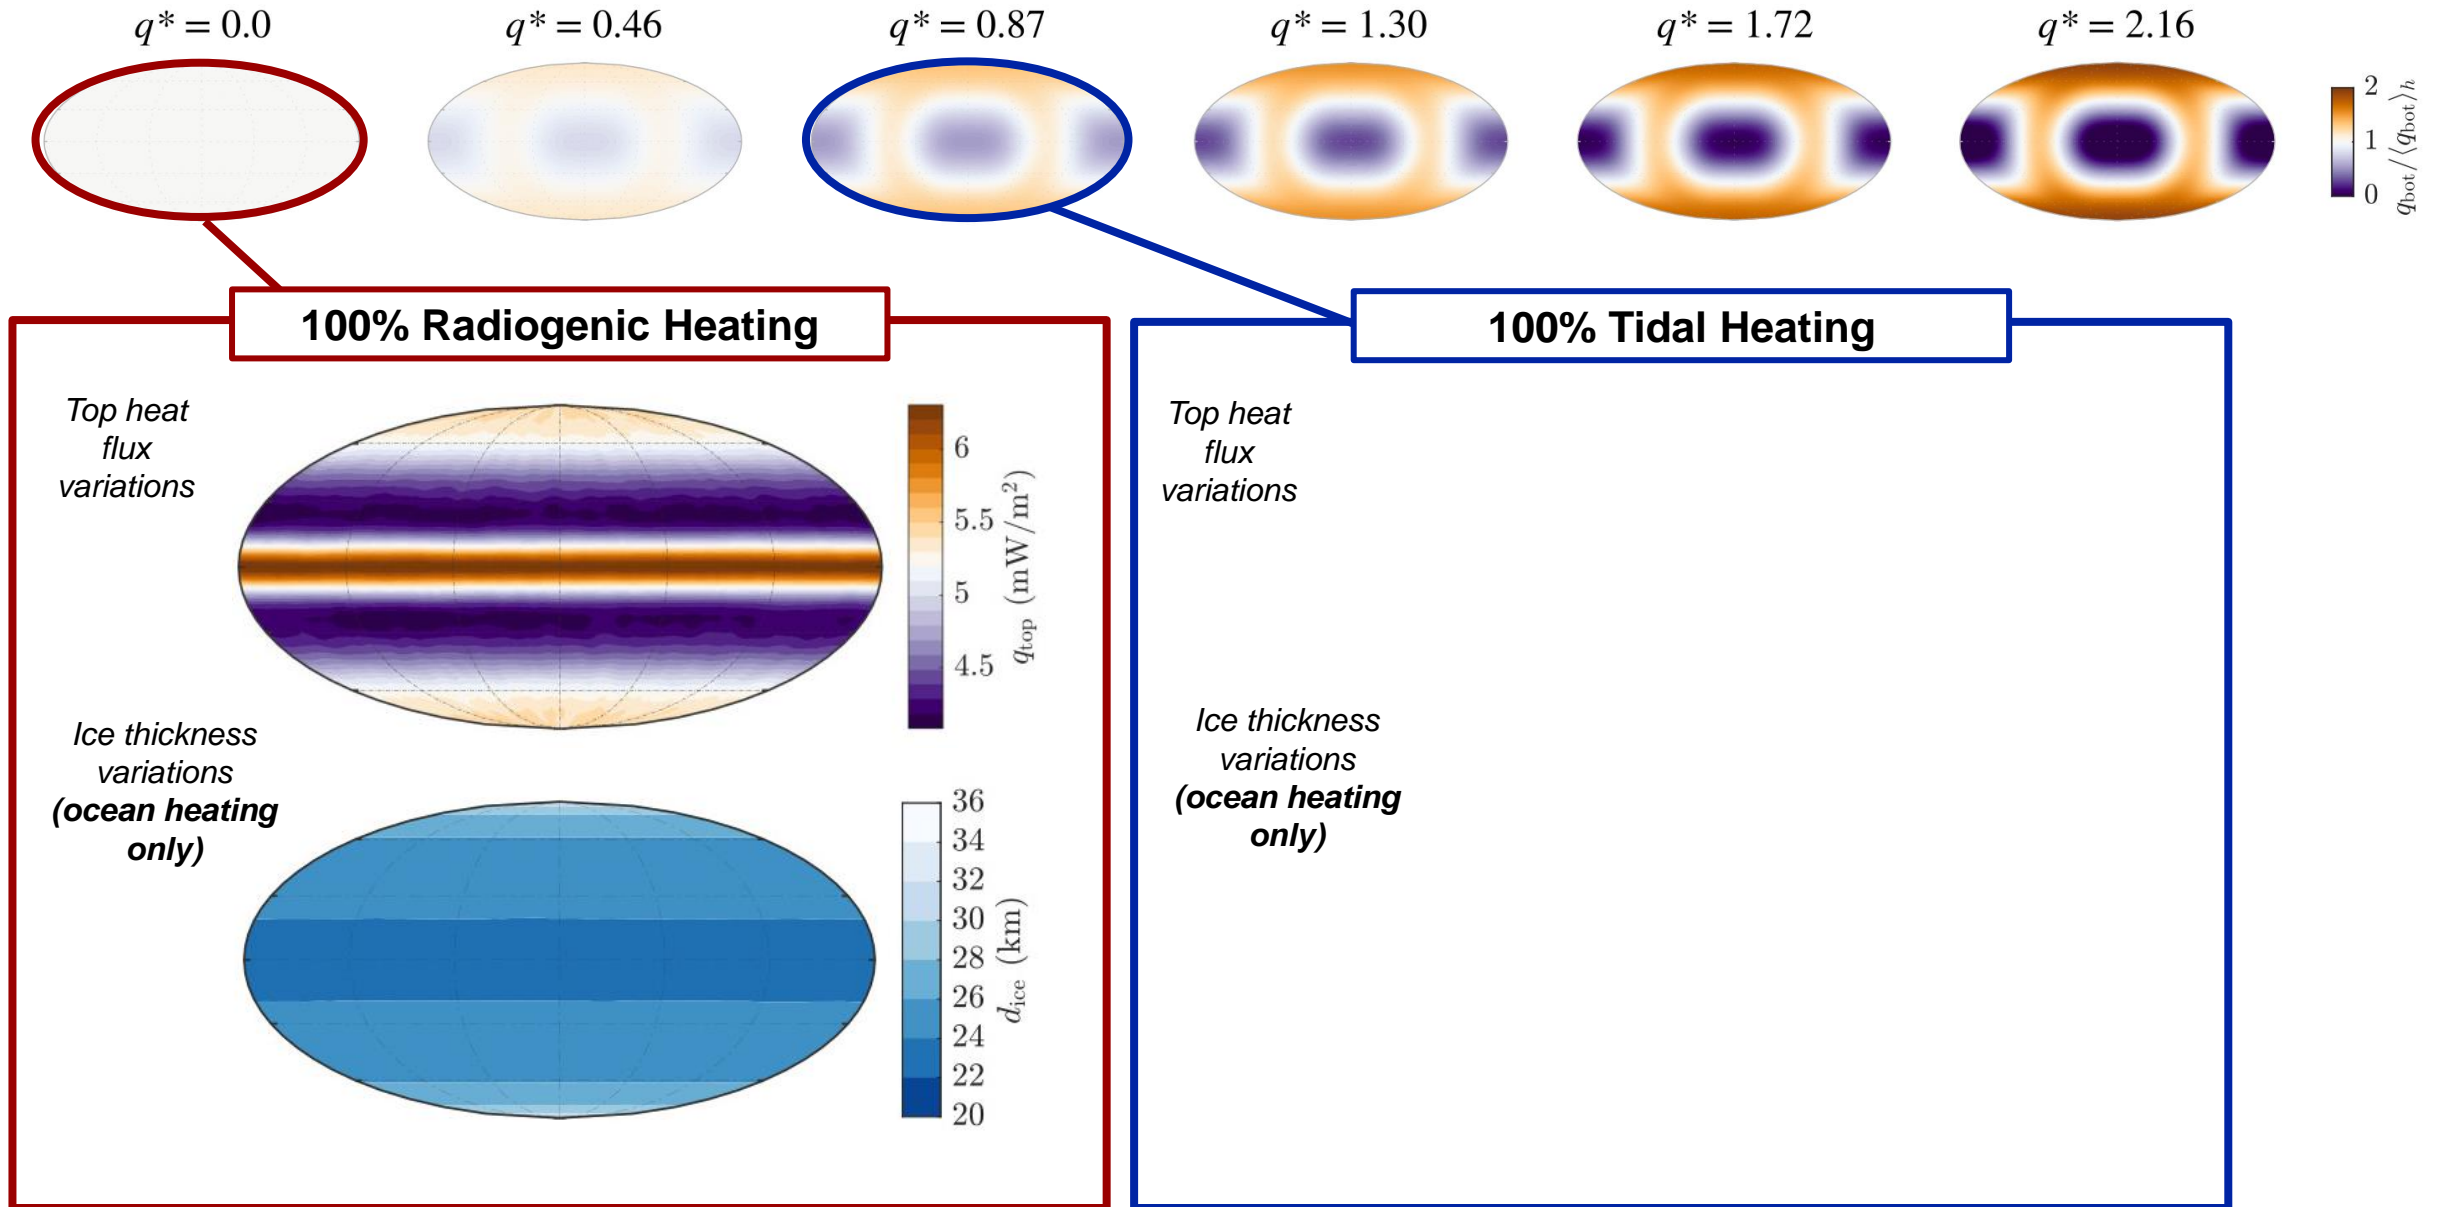 q* = 0.0
q* = 0.46
q* = 0.87
q* = 1.30
q* = 1.72
q* = 2.16
2
1
0
q_bot/⟨q_bot⟩_h
100% Radiogenic Heating
Top heat
flux
variations
6
5.5
5
4.5
q_top (mW/m²)
Ice thickness
variations
(ocean heating
only)
36
34
32
30
28
26
24
22
20
d_ice (km)
100% Tidal Heating
Top heat
flux
variations
Ice thickness
variations
(ocean heating
only)